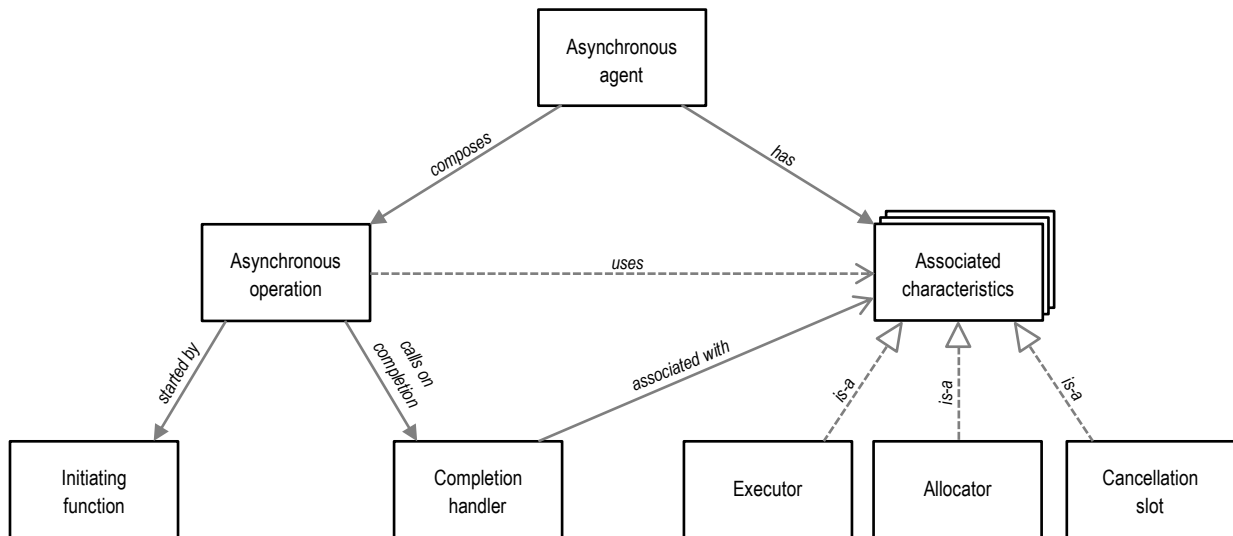 Asynchronous
agent
composes
has
Asynchronous
operation
uses
Associated
characteristics
started by
calls on
completion
associated with
is-a
is-a
is-a
Initiating
function
Completion
handler
Executor
Allocator
Cancellation
slot